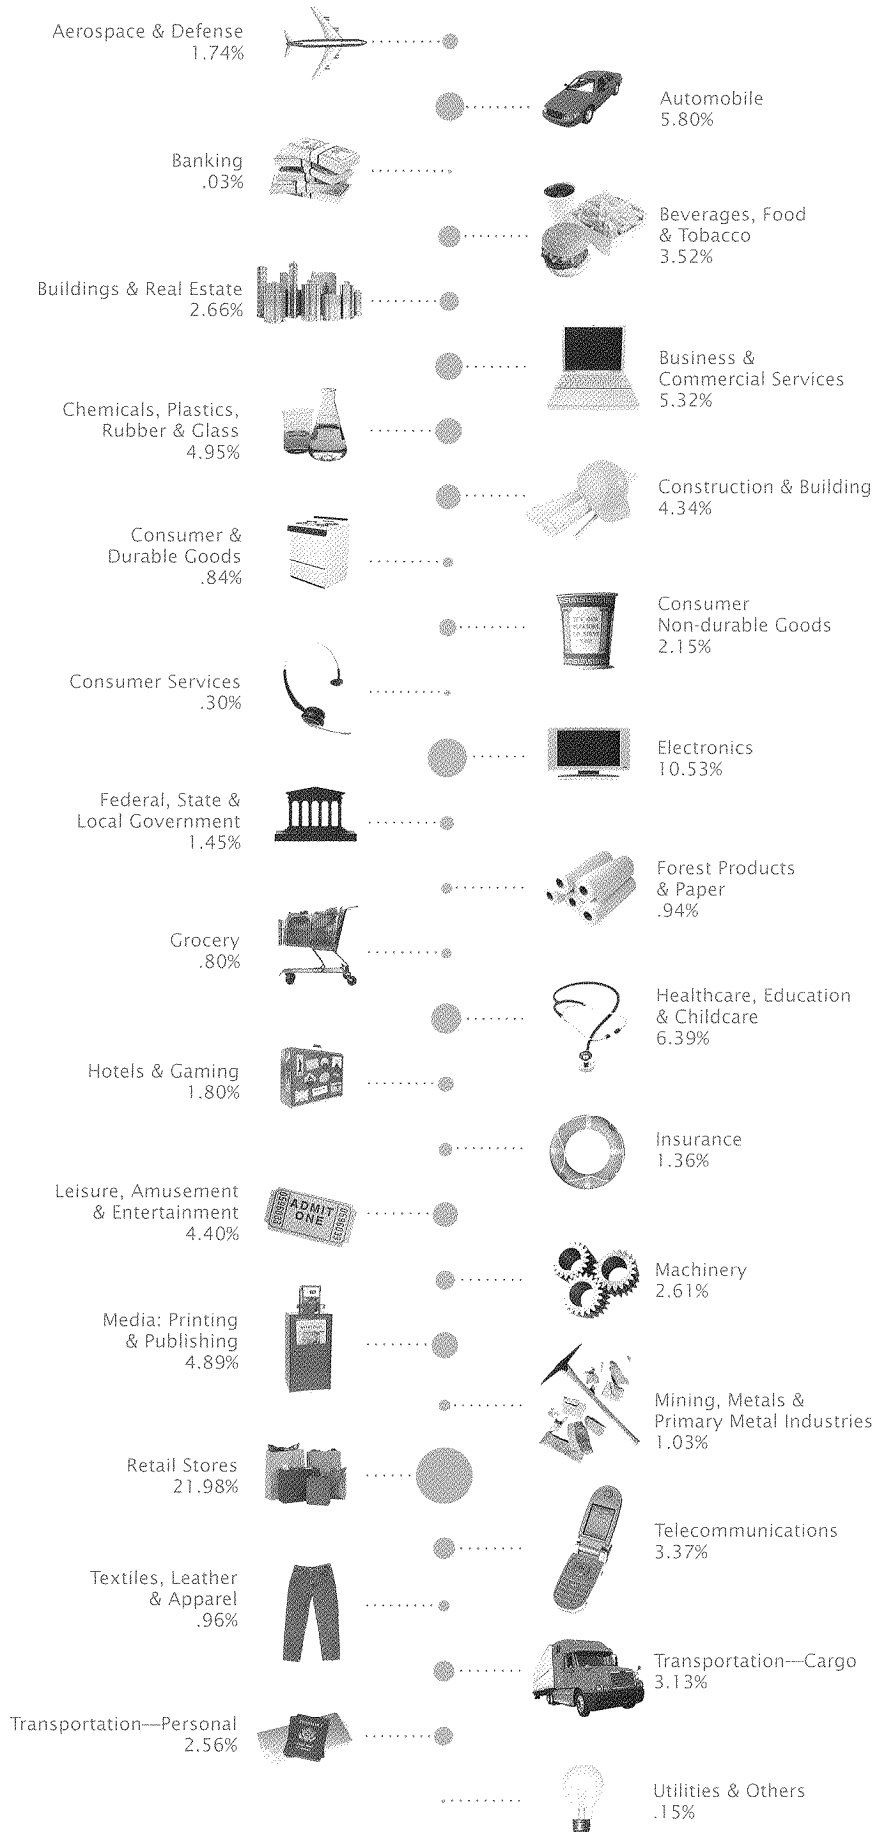 Aerospace & Defense
1.74%
Automobile
5.80%
Banking
.03%
Beverages, Food
& Tobacco
3.52%
Buildings & Real Estate
2.66%
Business &
Commercial Services
5.32%
Chemicals, Plastics,
Rubber & Glass
4.95%
Construction & Building
4.34%
Consumer &
Durable Goods
.84%
Consumer
Non-durable Goods
2.15%
Consumer Services
.30%
Electronics
10.53%
Federal, State &
Local Government
1.45%
Forest Products
& Paper
.94%
Grocery
.80%
Healthcare, Education
& Childcare
6.39%
Hotels & Gaming
1.80%
Insurance
1.36%
Leisure, Amusement
& Entertainment
4.40%
ADMIT
ONE
Machinery
2.61%
Media: Printing
& Publishing
4.89%
Mining, Metals &
Primary Metal Industries
1.03%
Retail Stores
21.98%
Telecommunications
3.37%
Textiles, Leather
& Apparel
.96%
Transportation—Cargo
3.13%
Transportation—Personal
2.56%
Utilities & Others
.15%